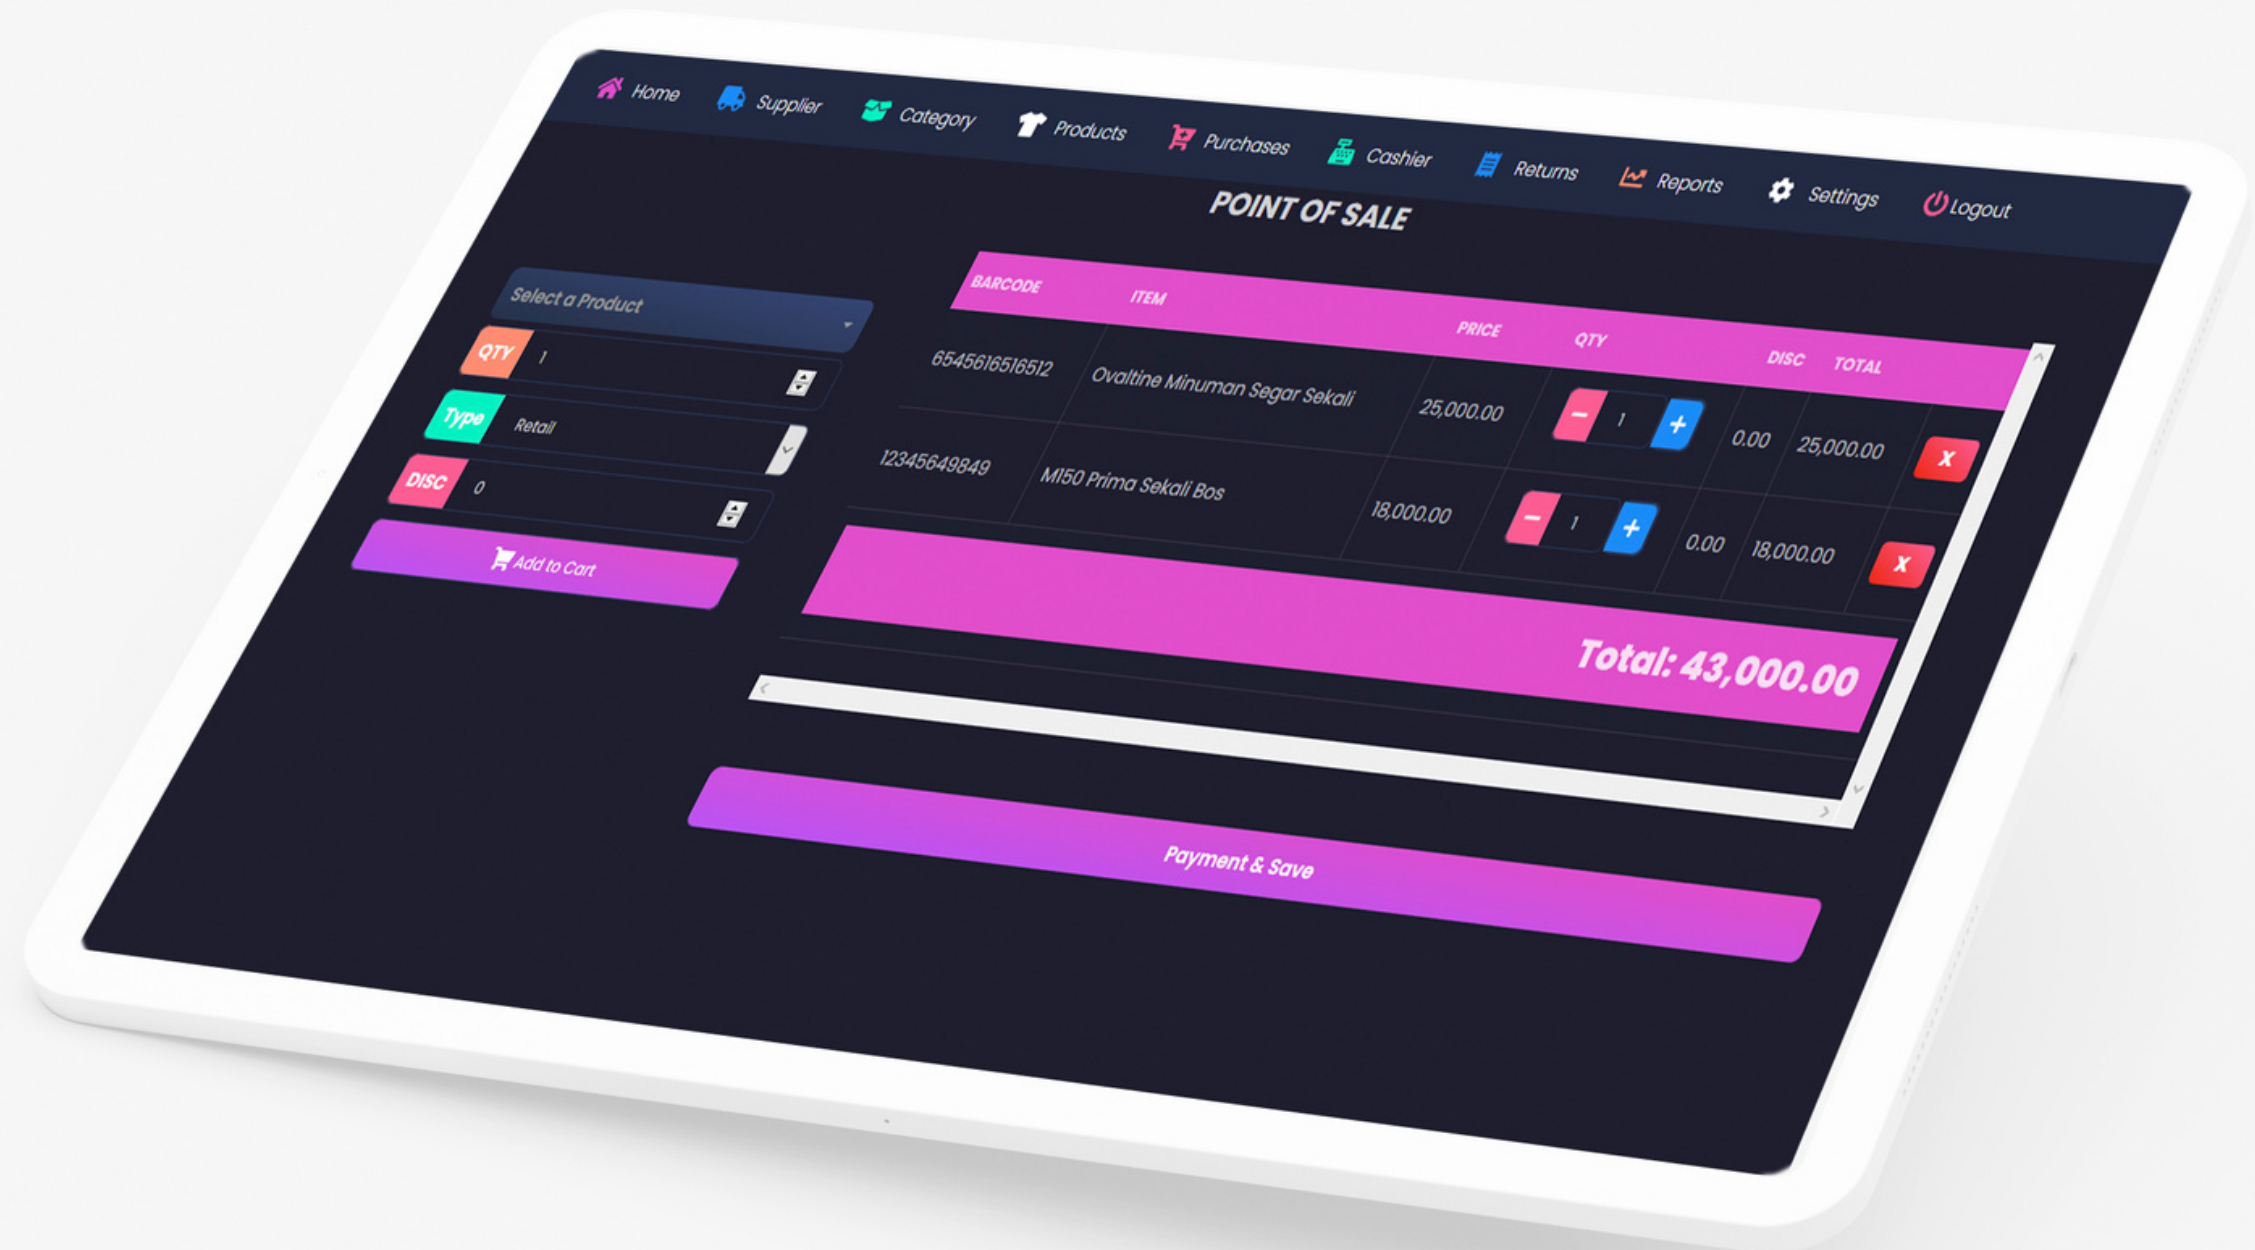 Home Supplier Category Products Purchases Cashier Returns Reports Settings Logout
POINT OF SALE
Select a Product
QTY 1
Type Retail
DISC 0
Add to Cart
BARCODE ITEM PRICE QTY DISC TOTAL
6545616516512 Ovaltine Minuman Segar Sekali 25,000.00 - 1 + 0.00 25,000.00 X
12345649849 M150 Prima Sekali Bos 18,000.00 - 1 + 0.00 18,000.00 X
Total: 43,000.00
Payment & Save